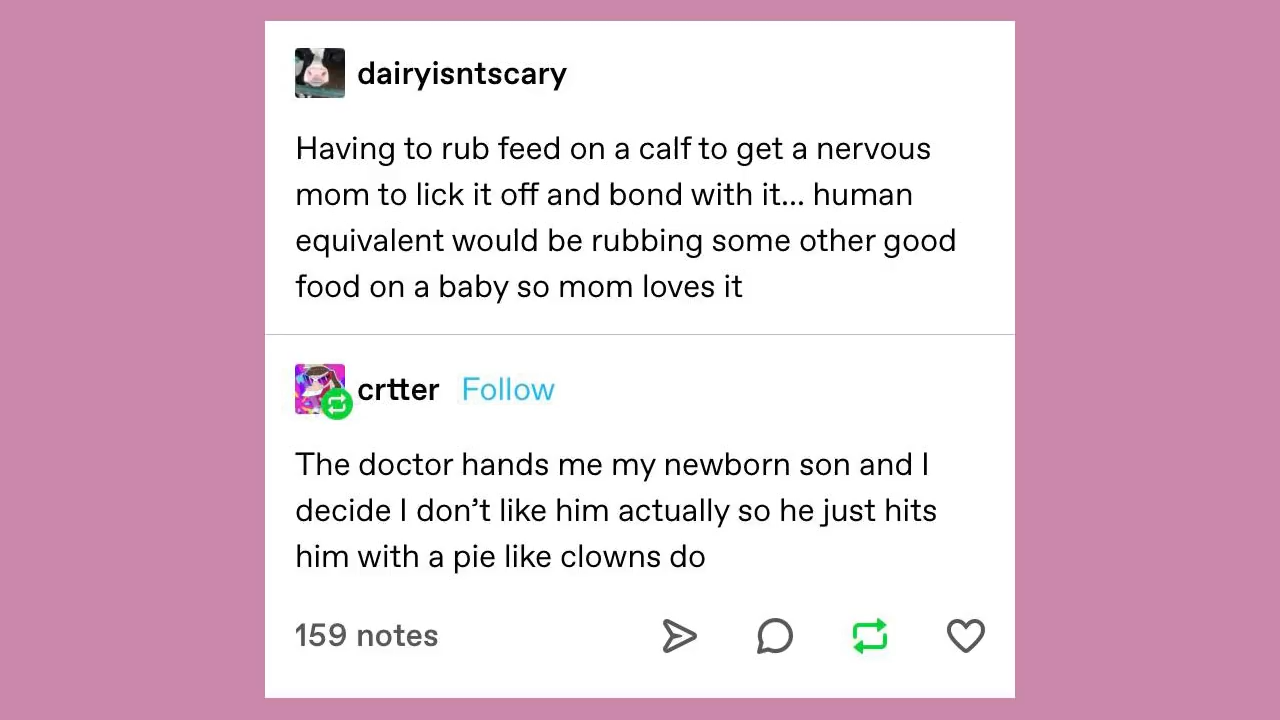 dairyisntscary
Having to rub feed on a calf to get a nervous
mom to lick it off and bond with it... human
equivalent would be rubbing some other good
food on a baby so mom loves it
crtter Follow
The doctor hands me my newborn son and I
decide I don’t like him actually so he just hits
him with a pie like clowns do
159 notes